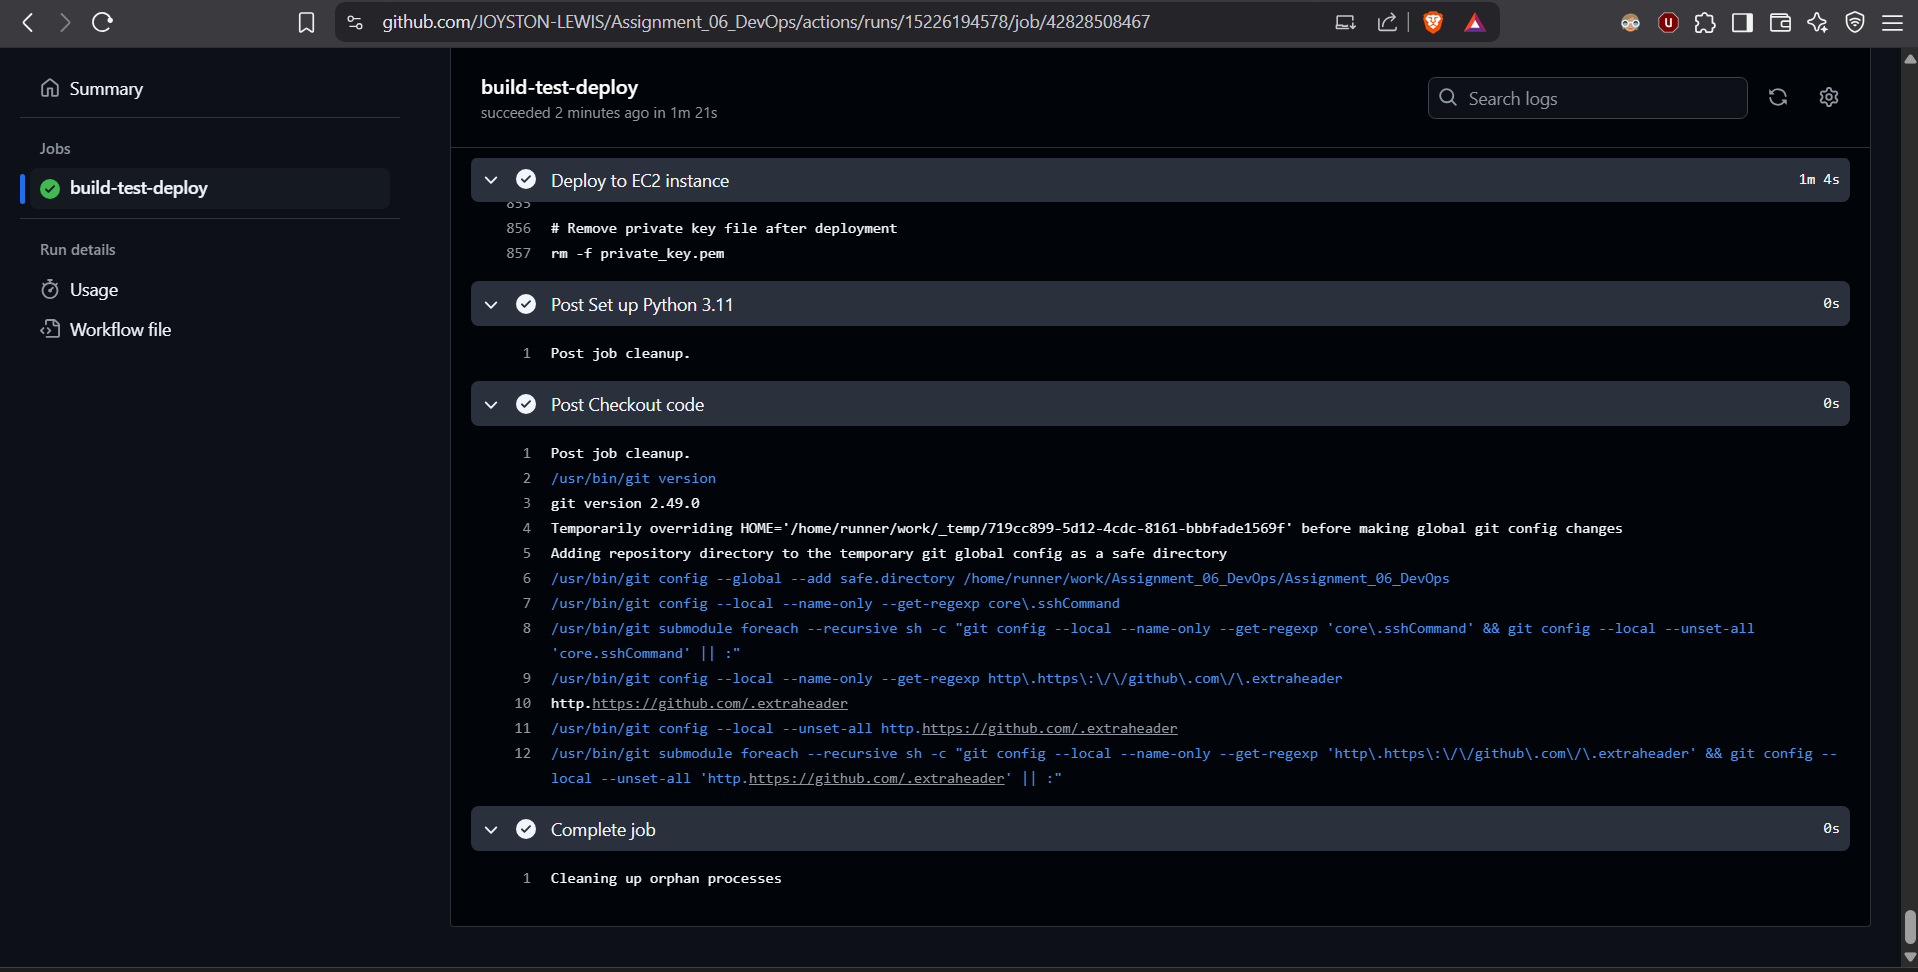 github.com/JOYSTON-LEWIS/Assignment_06_DevOps/actions/runs/15226194578/job/42828508467
Summary
Jobs
build-test-deploy
Run details
Usage
Workflow file
build-test-deploy
succeeded 2 minutes ago in 1m 21s
Search logs
Deploy to EC2 instance 1m 4s
855
856 # Remove private key file after deployment
857 rm -f private_key.pem
Post Set up Python 3.11 0s
1 Post job cleanup.
Post Checkout code 0s
1 Post job cleanup.
2 /usr/bin/git version
3 git version 2.49.0
4 Temporarily overriding HOME='/home/runner/work/_temp/719cc899-5d12-4cdc-8161-bbbfade1569f' before making global git config changes
5 Adding repository directory to the temporary git global config as a safe directory
6 /usr/bin/git config --global --add safe.directory /home/runner/work/Assignment_06_DevOps/Assignment_06_DevOps
7 /usr/bin/git config --local --name-only --get-regexp core\.sshCommand
8 /usr/bin/git submodule foreach --recursive sh -c "git config --local --name-only --get-regexp 'core\.sshCommand' && git config --local --unset-all
'core.sshCommand' || :"
9 /usr/bin/git config --local --name-only --get-regexp http\.https\:\/\/github\.com\/\.extraheader
10 http.https://github.com/.extraheader
11 /usr/bin/git config --local --unset-all http.https://github.com/.extraheader
12 /usr/bin/git submodule foreach --recursive sh -c "git config --local --name-only --get-regexp 'http\.https\:\/\/github\.com\/\.extraheader' && git config --
local --unset-all 'http.https://github.com/.extraheader' || :"
Complete job 0s
1 Cleaning up orphan processes